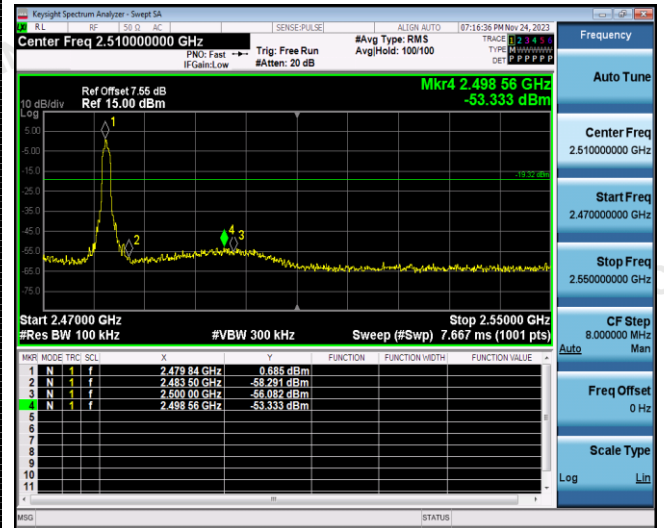 Keysight Spectrum Analyzer - Swept SA
RL RF 50 Ω AC SENSE:PULSE ALIGN AUTO 07:16:36 PM Nov 24, 2023
Center Freq 2.510000000 GHz
PNO: Fast
IFGain:Low
Trig: Free Run
#Atten: 20 dB
#Avg Type: RMS
Avg|Hold: 100/100
TRACE 1 2 3 4 5 6
TYPE M WWWWW
DET P P P P P P
Frequency
Auto Tune
Center Freq
2.510000000 GHz
Start Freq
2.470000000 GHz
Stop Freq
2.550000000 GHz
CF Step
8.000000 MHz
Auto Man
Freq Offset
0 Hz
Scale Type
Log Lin
Mkr4 2.498 56 GHz
-53.333 dBm
Ref Offset 7.55 dB
10 dB/div Ref 15.00 dBm
Log
5.00
-5.00
-15.0
-25.0
-35.0
-45.0
-55.0
-65.0
-75.0
1
2
4
3
-19.32 dBm
Start 2.47000 GHz Stop 2.55000 GHz
#Res BW 100 kHz #VBW 300 kHz Sweep (#Swp) 7.667 ms (1001 pts)
MKR MODE TRC SCL X Y FUNCTION FUNCTION WIDTH FUNCTION VALUE
1 N 1 f 2.479 84 GHz 0.685 dBm
2 N 1 f 2.483 50 GHz -58.291 dBm
3 N 1 f 2.500 00 GHz -56.082 dBm
4 N 1 f 2.498 56 GHz -53.333 dBm
5
6
7
8
9
10
11
MSG STATUS